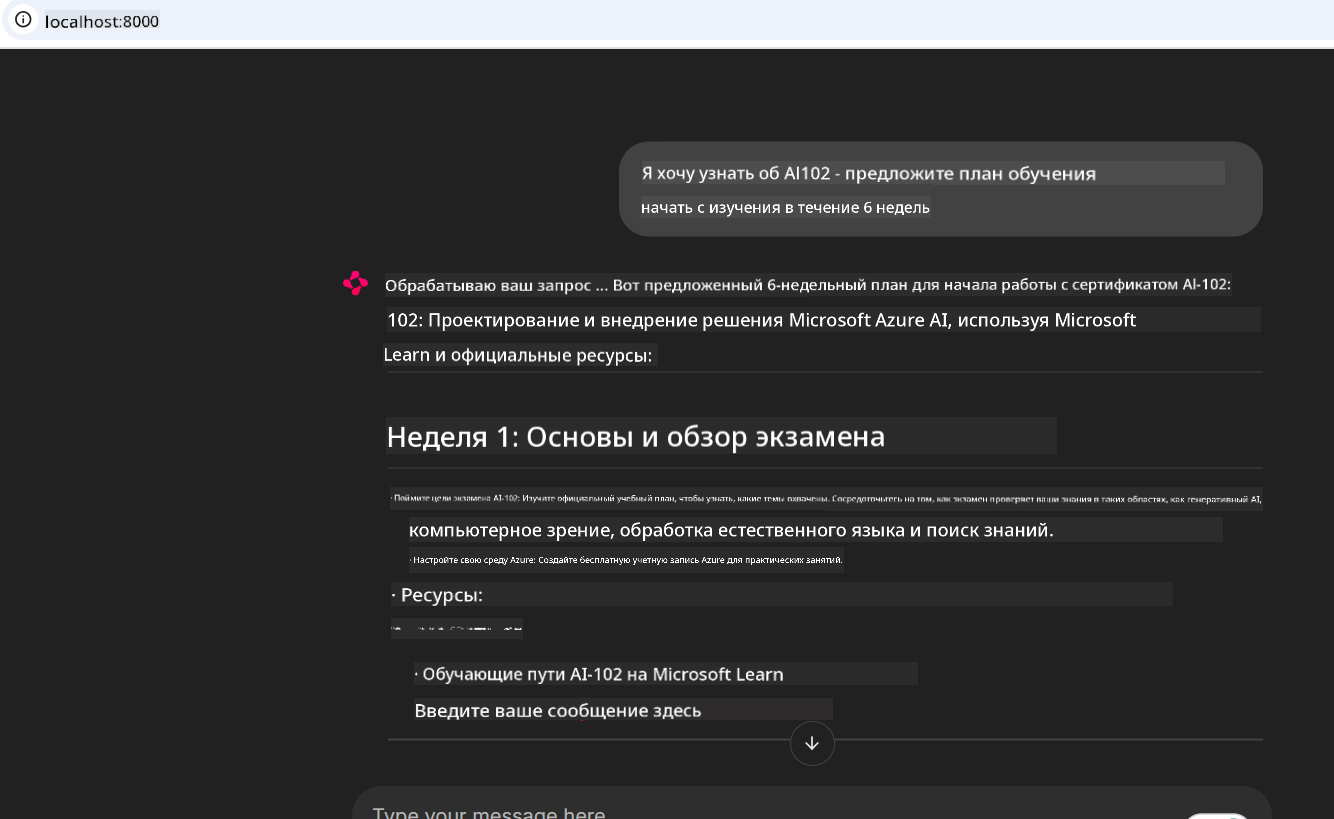 localhost:8000
Я хочу узнать об AI102 - предложите план обучения
начать с изучения в течение 6 недель
Обрабатываю ваш запрос ... Вот предложенный 6-недельный план для начала работы с сертификатом AI-102:
102: Проектирование и внедрение решения Microsoft Azure AI, используя Microsoft
Learn и официальные ресурсы:
Неделя 1: Основы и обзор экзамена
· Поймите цели экзамена AI-102: Изучите официальный учебный план, чтобы узнать, какие темы охвачены. Сосредоточьтесь на том, как экзамен проверяет ваши знания в таких областях, как генеративный AI,
компьютерное зрение, обработка естественного языка и поиск знаний.
· Настройте свою среду Azure: Создайте бесплатную учетную запись Azure для практических занятий.
· Ресурсы:
· Обучающие пути AI-102 на Microsoft Learn
Введите ваше сообщение здесь
Type your message here